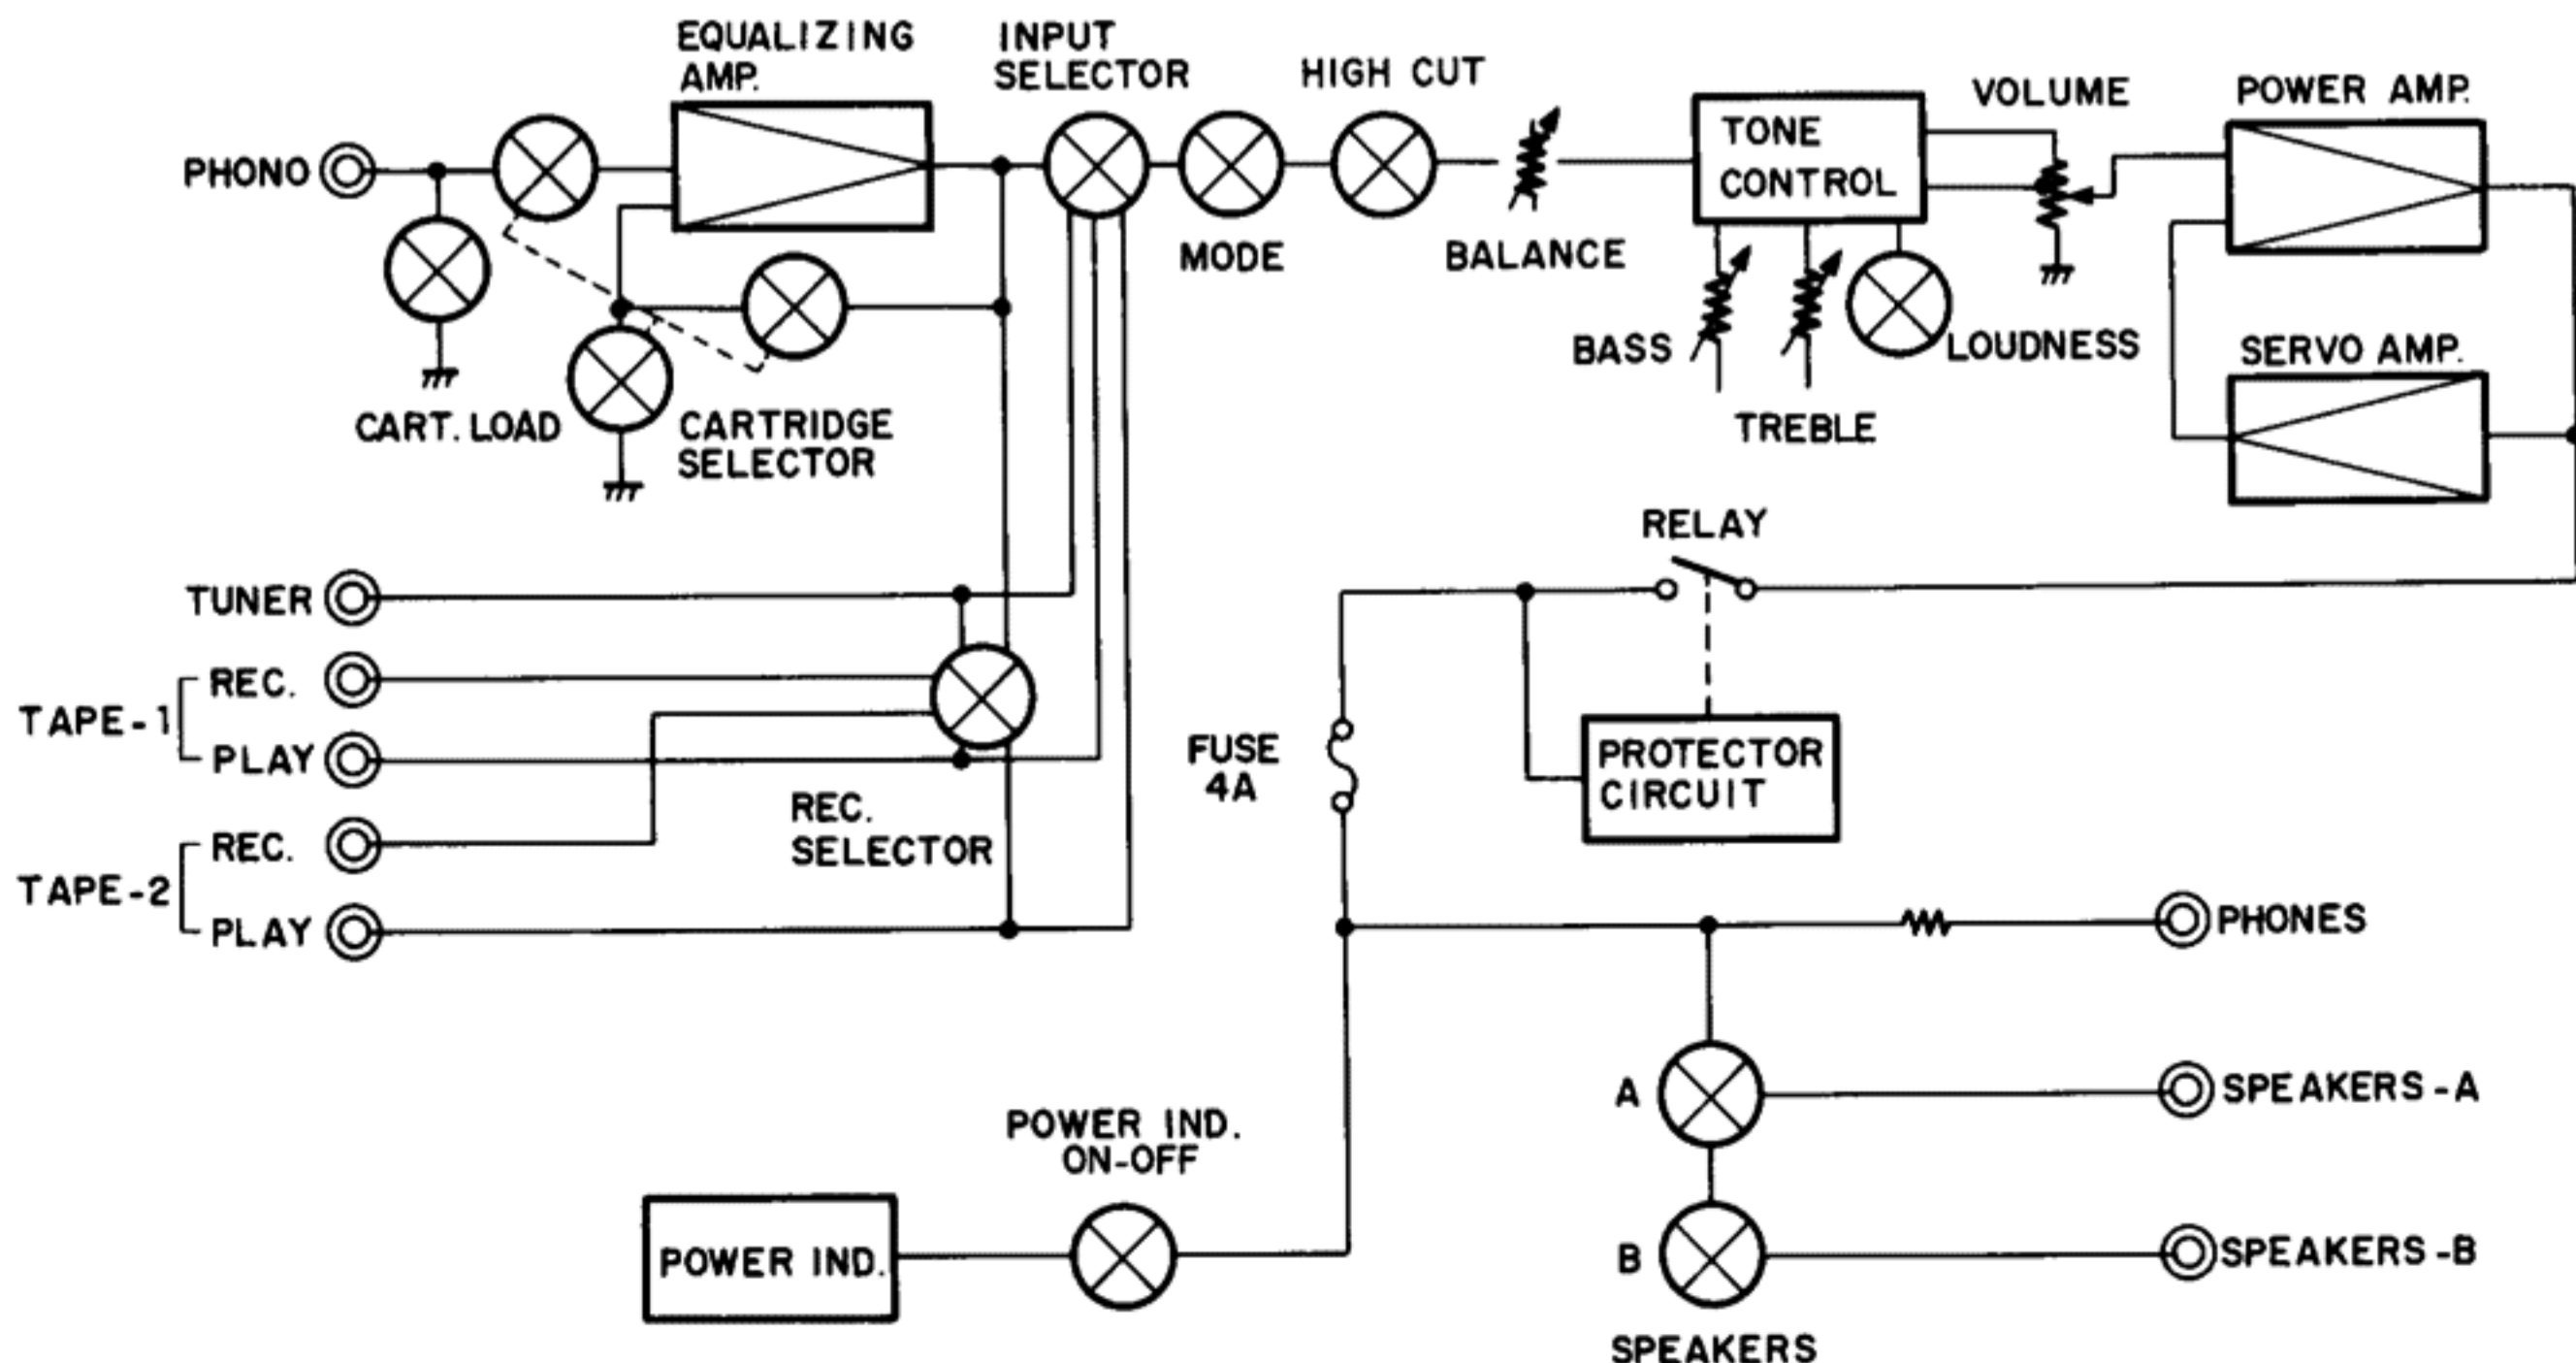 EQUALIZING
AMP.
INPUT
SELECTOR
HIGH CUT
VOLUME
POWER AMP.
PHONO
TONE
CONTROL
MODE
BALANCE
BASS
TREBLE
LOUDNESS
SERVO AMP.
CART. LOAD
CARTRIDGE
SELECTOR
RELAY
TUNER
TAPE-1
REC.
PLAY
TAPE-2
REC.
PLAY
REC.
SELECTOR
FUSE
4A
PROTECTOR
CIRCUIT
PHONES
A
SPEAKERS-A
POWER IND.
ON-OFF
POWER IND.
B
SPEAKERS-B
SPEAKERS